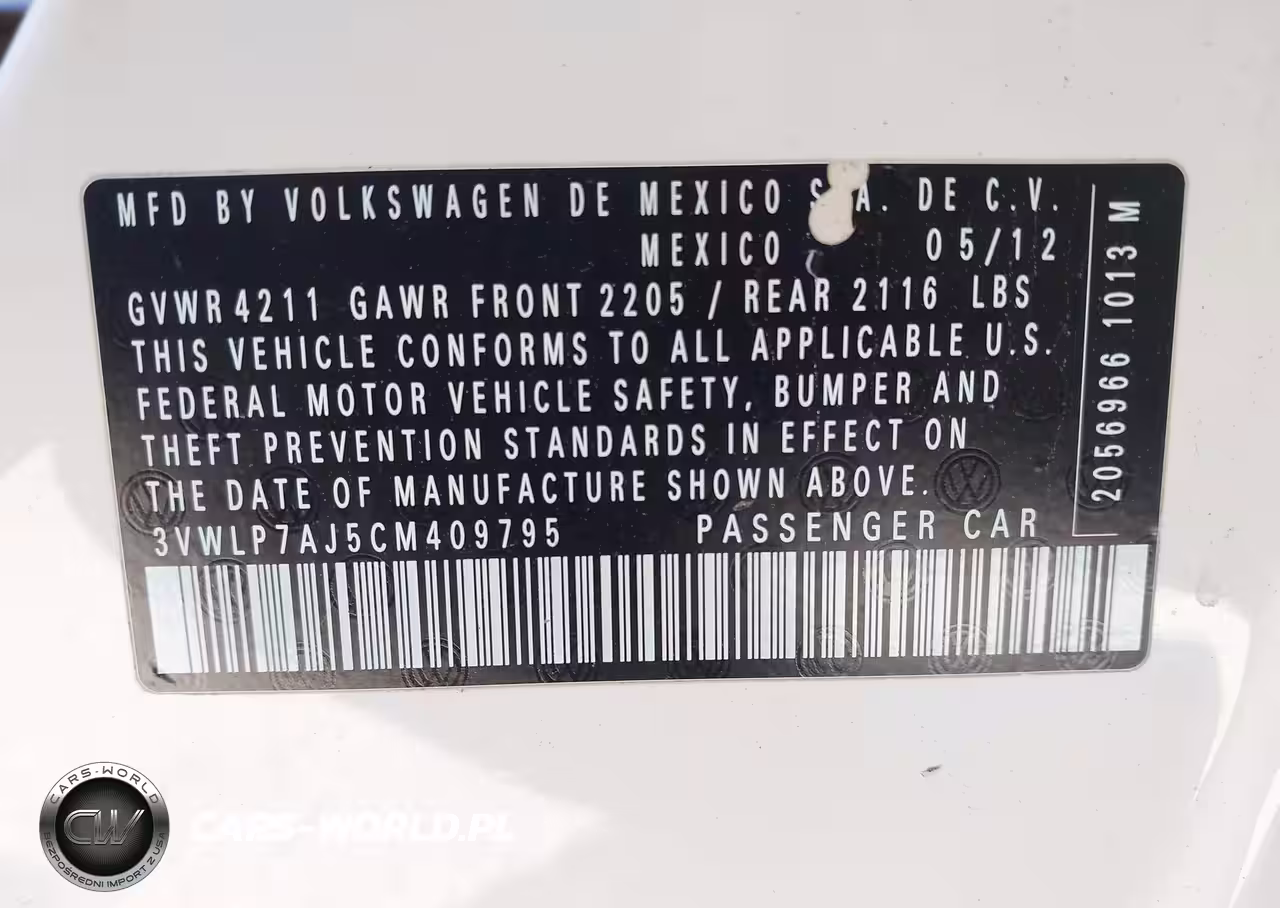 MFD BY VOLKSWAGEN DE MEXICO S.A. DE C.V.
MEXICO 05/12
GVWR 4211 GAWR FRONT 2205 / REAR 2116 LBS
THIS VEHICLE CONFORMS TO ALL APPLICABLE U.S.
FEDERAL MOTOR VEHICLE SAFETY, BUMPER AND
THEFT PREVENTION STANDARDS IN EFFECT ON
THE DATE OF MANUFACTURE SHOWN ABOVE.
3VWLP7AJ5CM409795 PASSENGER CAR
2056966 1013 M
CARS-WORLD
CW
BEZPOŚREDNI IMPORT Z USA
CARS-WORLD.PL